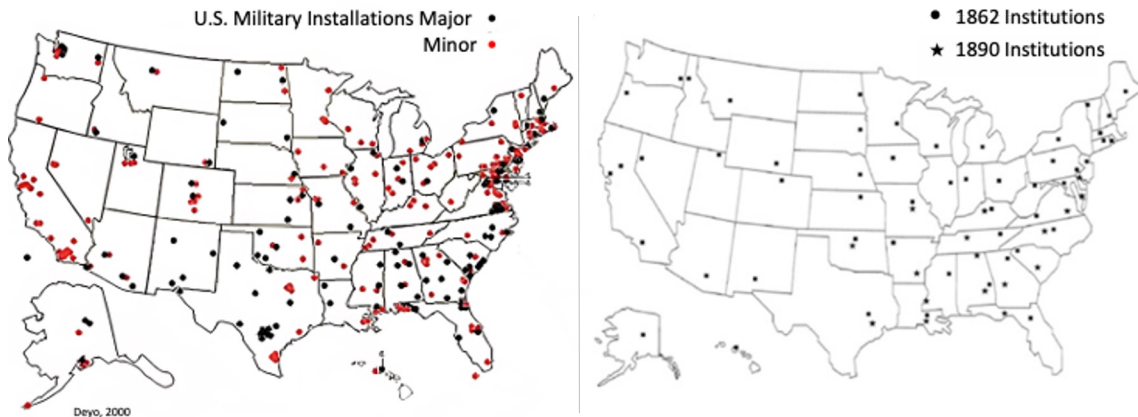 U.S. Military Installations Major
Minor
Deyo, 2000
1862 Institutions
1890 Institutions